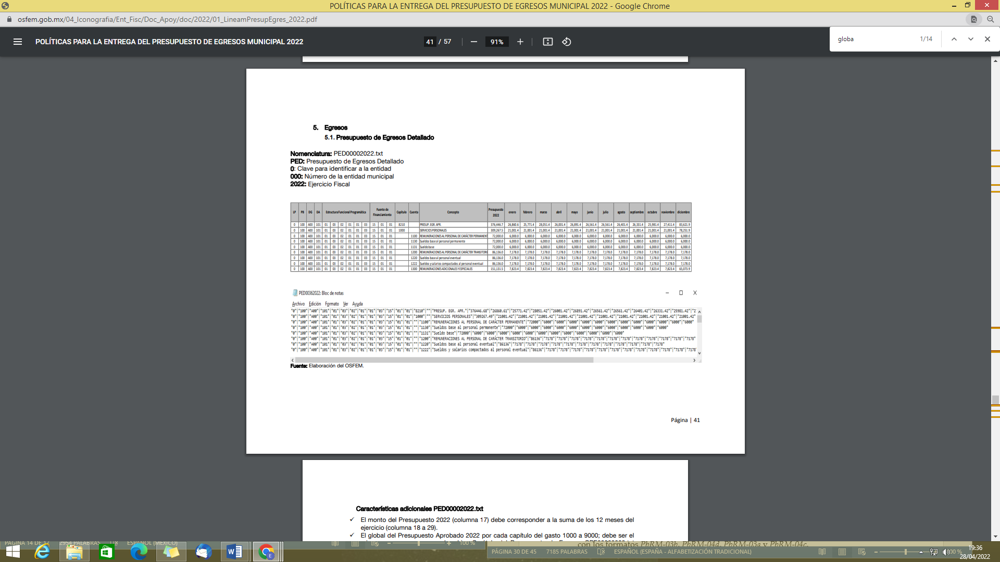 POLÍTICAS PARA LA ENTREGA DEL PRESUPUESTO DE EGRESOS MUNICIPAL 2022 - Google Chrome
osfem.gob.mx/04_Iconografia/Ent_Fisc/Doc_Apoy/doc/2022/01_LineamPresupEgres_2022.pdf
POLÍTICAS PARA LA ENTREGA DEL PRESUPUESTO DE EGRESOS MUNICIPAL 2022
41 / 57
91%
globa
1/14
5. Egresos
5.1. Presupuesto de Egresos Detallado
Nomenclatura: PED00002022.txt
PED: Presupuesto de Egresos Detallado
0: Clave para identificar a la entidad
000: Número de la entidad municipal
2022: Ejercicio Fiscal
LP PB DG DA Estructura Funcional Programática Fuente de Financiamiento Capítulo Cuenta Concepto Presupuesto 2022 enero febrero marzo abril mayo junio julio agosto septiembre octubre noviembre diciembre
0 100 A00 101 01 03 02 01 01 03 15 01 01 8210 PRESUP. EGR. APR. 376,446.7 26,860.6 25,771.4 28,051.4 26,001.4 26,891.4 26,561.4 26,561.4 26,401.4 26,331.4 25,981.4 27,411.4 83,621.9
0 100 A00 101 01 03 02 01 01 03 15 01 01 1000 SERVICIOS PERSONALES 309,267.5 21,001.4 21,001.4 21,001.4 21,001.4 21,001.4 21,001.4 21,001.4 21,001.4 21,001.4 21,001.4 21,001.4 78,251.9
0 100 A00 101 01 03 02 01 01 03 15 01 01 1100 REMUNERACIONES AL PERSONAL DE CARÁCTER PERMANENT 72,000.0 6,000.0 6,000.0 6,000.0 6,000.0 6,000.0 6,000.0 6,000.0 6,000.0 6,000.0 6,000.0 6,000.0 6,000.0
0 100 A00 101 01 03 02 01 01 03 15 01 01 1130 Sueldos base al personal permanente 72,000.0 6,000.0 6,000.0 6,000.0 6,000.0 6,000.0 6,000.0 6,000.0 6,000.0 6,000.0 6,000.0 6,000.0 6,000.0
0 100 A00 101 01 03 02 01 01 03 15 01 01 1131 Sueldo base 72,000.0 6,000.0 6,000.0 6,000.0 6,000.0 6,000.0 6,000.0 6,000.0 6,000.0 6,000.0 6,000.0 6,000.0 6,000.0
0 100 A00 101 01 03 02 01 01 03 15 01 01 1200 REMUNERACIONES AL PERSONAL DE CARÁCTER TRANSITORI 86,136.0 7,178.0 7,178.0 7,178.0 7,178.0 7,178.0 7,178.0 7,178.0 7,178.0 7,178.0 7,178.0 7,178.0 7,178.0
0 100 A00 101 01 03 02 01 01 03 15 01 01 1220 Sueldos base al personal eventual 86,136.0 7,178.0 7,178.0 7,178.0 7,178.0 7,178.0 7,178.0 7,178.0 7,178.0 7,178.0 7,178.0 7,178.0 7,178.0
0 100 A00 101 01 03 02 01 01 03 15 01 01 1222 Sueldos y salarios compactados al personal eventual 86,136.0 7,178.0 7,178.0 7,178.0 7,178.0 7,178.0 7,178.0 7,178.0 7,178.0 7,178.0 7,178.0 7,178.0 7,178.0
0 100 A00 101 01 03 02 01 01 03 15 01 01 1300 REMUNERACIONES ADICIONALES Y ESPECIALES 151,131.5 7,823.4 7,823.4 7,823.4 7,823.4 7,823.4 7,823.4 7,823.4 7,823.4 7,823.4 7,823.4 7,823.4 65,073.9
PED00362022: Bloc de notas
Archivo Edición Formato Ver Ayuda
"0"|"100"|"A00"|"101"|"01"|"03"|"02"|"01"|"01"|"03"|"15"|"01"|"01"|"8210"|""|"PRESUP. EGR. APR."|"376446.68"|"26860.61"|"25771.42"|"28051.42"|"26001.42"|"26891.42"|"26561.42"|"26561.42"|"26401.42"|"26331.42"|"25981.42"|"2
"0"|"100"|"A00"|"101"|"01"|"03"|"02"|"01"|"01"|"03"|"15"|"01"|"01"|"1000"|""|"SERVICIOS PERSONALES"|"309267.49"|"21001.42"|"21001.42"|"21001.42"|"21001.42"|"21001.42"|"21001.42"|"21001.42"|"21001.42"|"21001.42"|"21001.42"|"21001.42"
"0"|"100"|"A00"|"101"|"01"|"03"|"02"|"01"|"01"|"03"|"15"|"01"|"01"|""|"1100"|"REMUNERACIONES AL PERSONAL DE CARÁCTER PERMANENTE"|"72000"|"6000"|"6000"|"6000"|"6000"|"6000"|"6000"|"6000"|"6000"|"6000"|"6000"|"6000"|"6000"
"0"|"100"|"A00"|"101"|"01"|"03"|"02"|"01"|"01"|"03"|"15"|"01"|"01"|""|"1130"|"Sueldos base al personal permanente"|"72000"|"6000"|"6000"|"6000"|"6000"|"6000"|"6000"|"6000"|"6000"|"6000"|"6000"|"6000"|"6000"
"0"|"100"|"A00"|"101"|"01"|"03"|"02"|"01"|"01"|"03"|"15"|"01"|"01"|""|"1131"|"Sueldo base"|"72000"|"6000"|"6000"|"6000"|"6000"|"6000"|"6000"|"6000"|"6000"|"6000"|"6000"|"6000"|"6000"
"0"|"100"|"A00"|"101"|"01"|"03"|"02"|"01"|"01"|"03"|"15"|"01"|"01"|""|"1200"|"REMUNERACIONES AL PERSONAL DE CARÁCTER TRANSITORIO"|"86136"|"7178"|"7178"|"7178"|"7178"|"7178"|"7178"|"7178"|"7178"|"7178"|"7178"|"7178"|"7178"
"0"|"100"|"A00"|"101"|"01"|"03"|"02"|"01"|"01"|"03"|"15"|"01"|"01"|""|"1220"|"Sueldos base al personal eventual"|"86136"|"7178"|"7178"|"7178"|"7178"|"7178"|"7178"|"7178"|"7178"|"7178"|"7178"|"7178"|"7178"
"0"|"100"|"A00"|"101"|"01"|"03"|"02"|"01"|"01"|"03"|"15"|"01"|"01"|""|"1222"|"Sueldos y salarios compactados al personal eventual"|"86136"|"7178"|"7178"|"7178"|"7178"|"7178"|"7178"|"7178"|"7178"|"7178"|"7178"|"7178"|"7178
Fuente: Elaboración del OSFEM.
Página | 41
Características adicionales PED00002022.txt
✓ El monto del Presupuesto 2022 (columna 17) debe corresponder a la suma de los 12 meses del
ejercicio (columna 18 a 29).
✓ El global del Presupuesto Aprobado 2022 por cada capítulo del gasto 1000 a 9000; debe ser el
con los formatos PbRM-03b, PbRM-04d, PbRM-03a y PbRM-04c.
PÁGINA 14 DE 17 2954 PALABRAS ESPAÑOL (MÉXICO) 100 %
PÁGINA 30 DE 45 7185 PALABRAS ESPAÑOL (ESPAÑA - ALFABETIZACIÓN TRADICIONAL)
19:36
28/04/2022